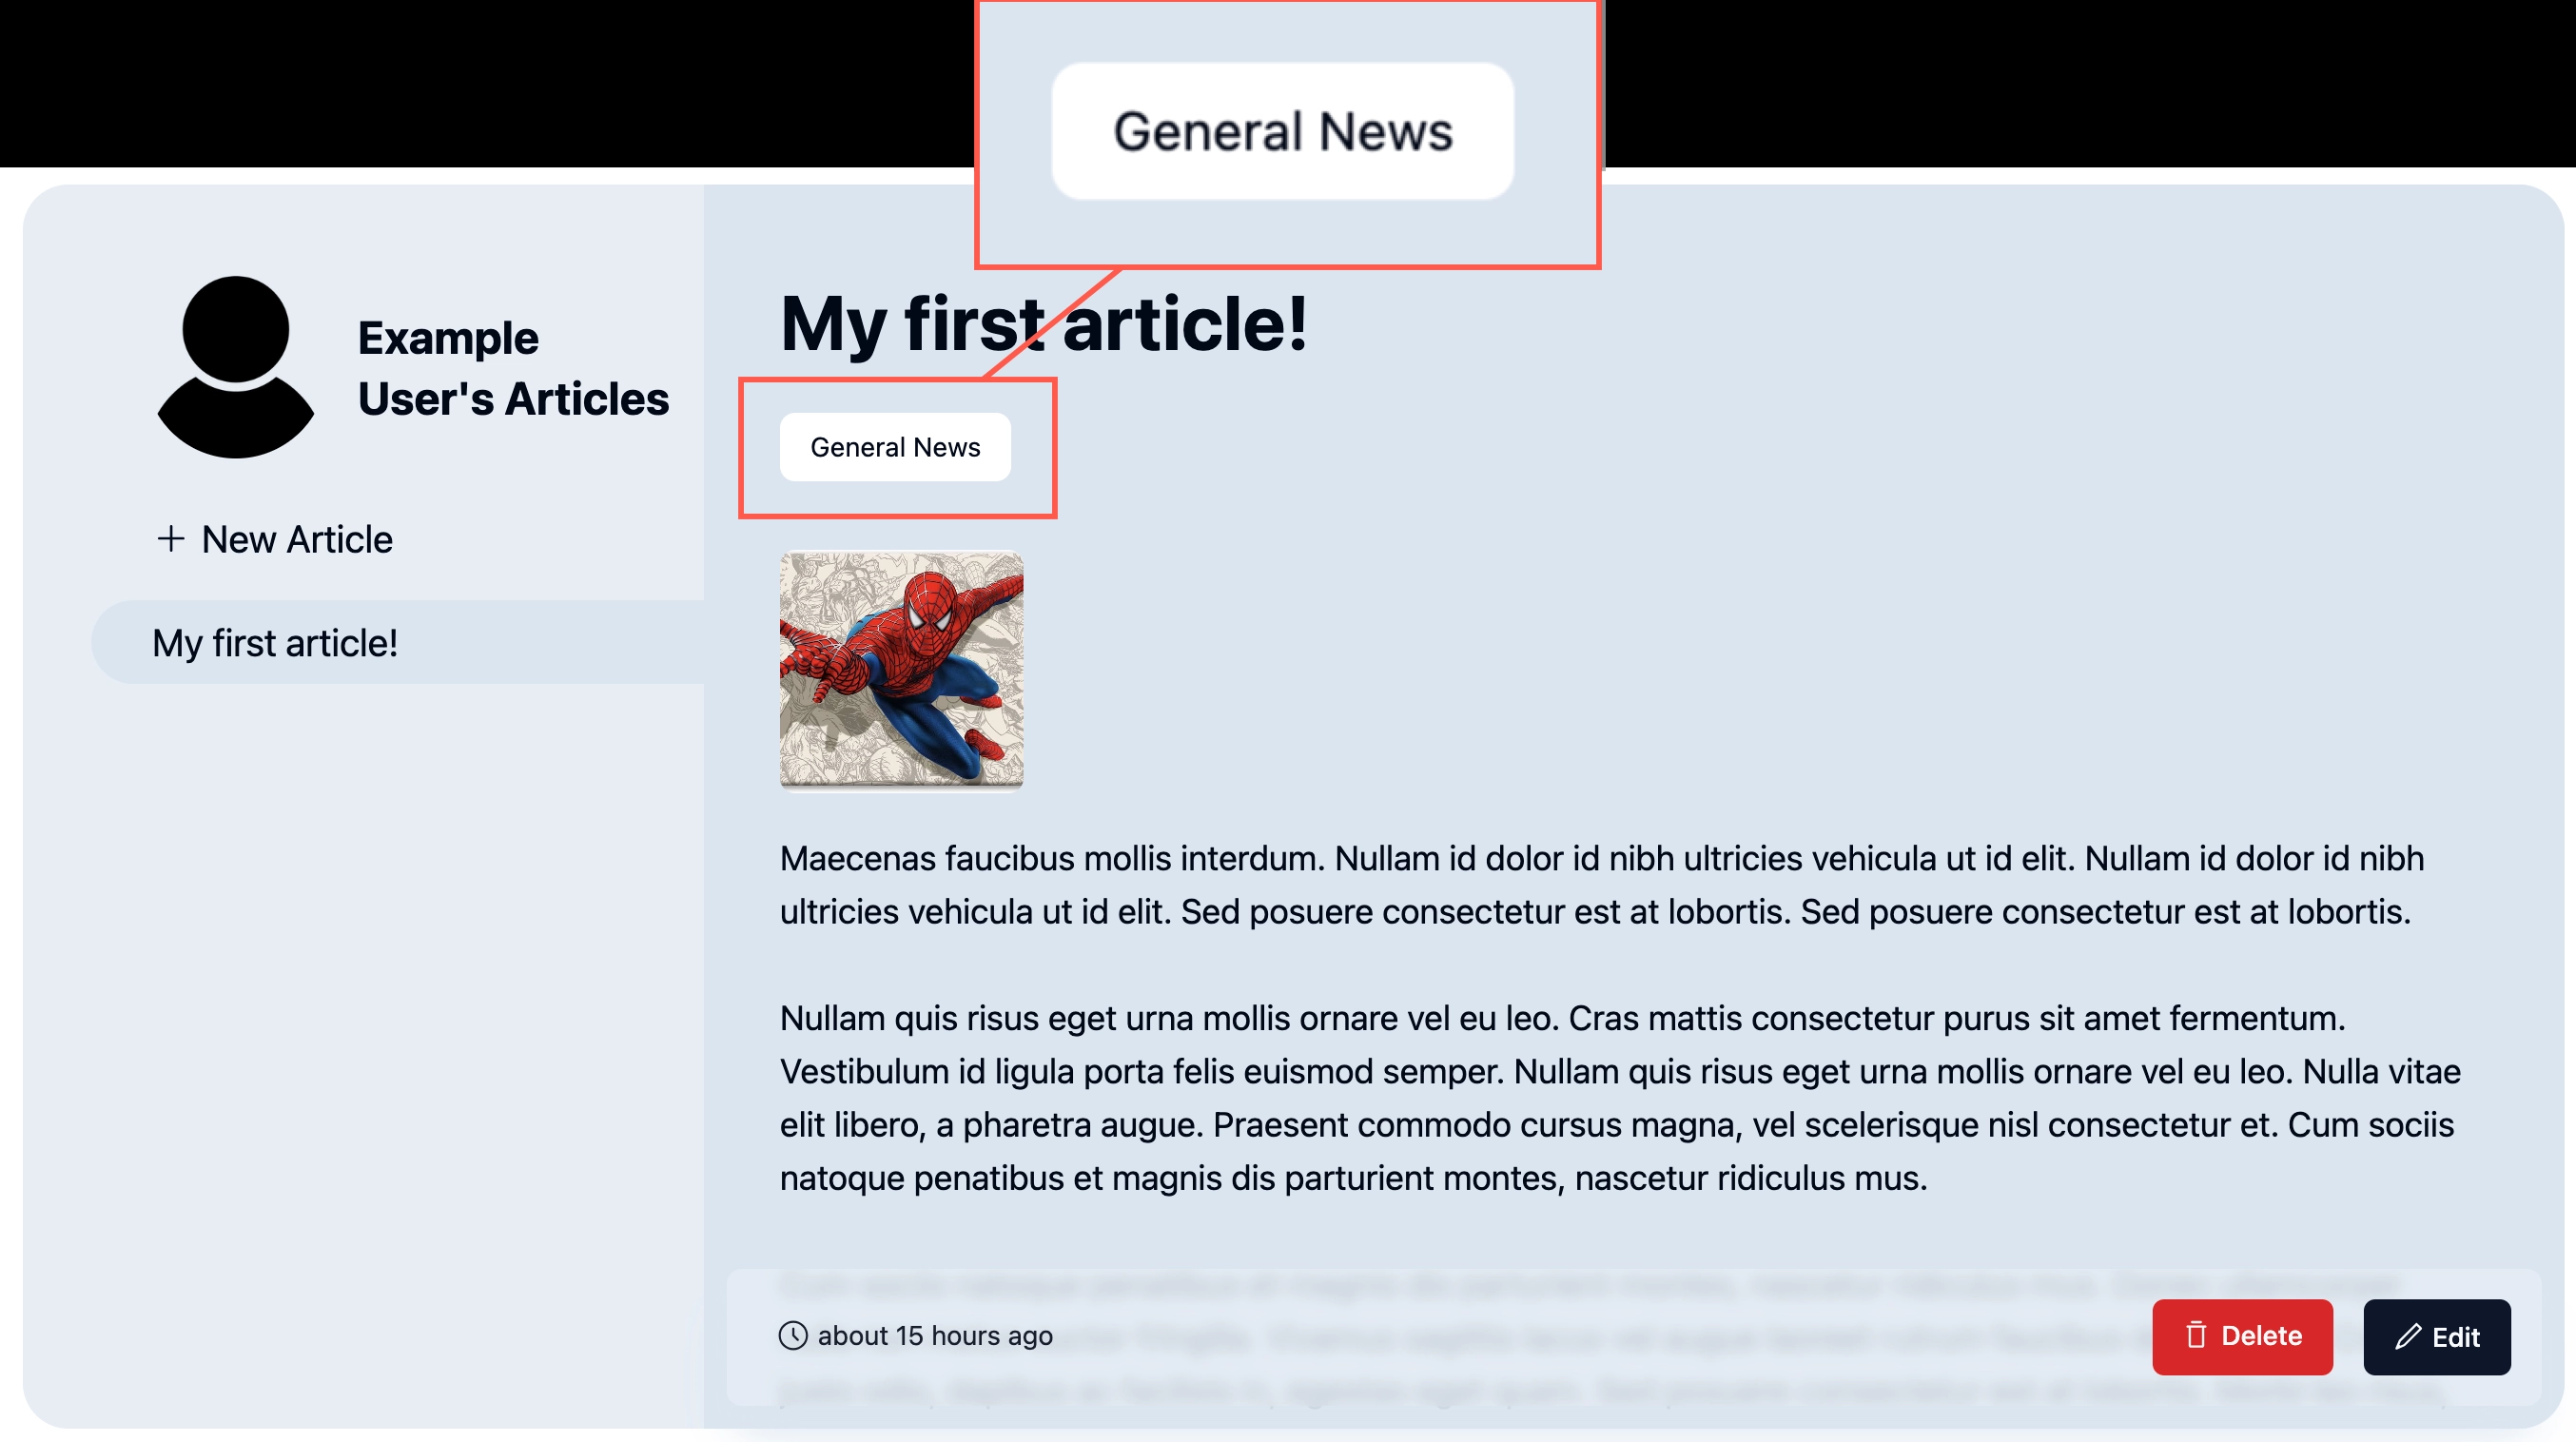 General News
Example
User's Articles
+ New Article
My first article!
My first article!
General News
Maecenas faucibus mollis interdum. Nullam id dolor id nibh ultricies vehicula ut id elit. Nullam id dolor id nibh
ultricies vehicula ut id elit. Sed posuere consectetur est at lobortis. Sed posuere consectetur est at lobortis.
Nullam quis risus eget urna mollis ornare vel eu leo. Cras mattis consectetur purus sit amet fermentum.
Vestibulum id ligula porta felis euismod semper. Nullam quis risus eget urna mollis ornare vel eu leo. Nulla vitae
elit libero, a pharetra augue. Praesent commodo cursus magna, vel scelerisque nisl consectetur et. Cum sociis
natoque penatibus et magnis dis parturient montes, nascetur ridiculus mus.
about 15 hours ago
Delete
Edit